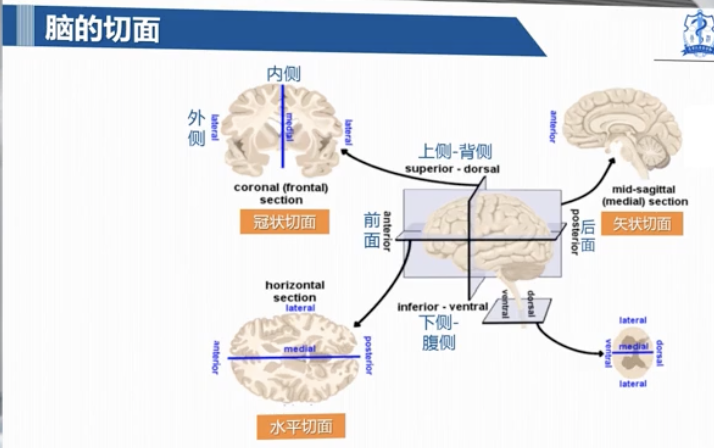 脑的切面
内侧
外
侧
lateral
medial
lateral
coronal (frontal)
section
冠状切面
上侧-背侧
superior - dorsal
anterior
mid-sagittal
(medial) section
矢状切面
前
面
anterior
posterior
后
面
inferior - ventral
下侧-
腹侧
ventral
dorsal
horizontal
section
lateral
anterior
medial
posterior
水平切面
lateral
ventral
medial
dorsal
lateral